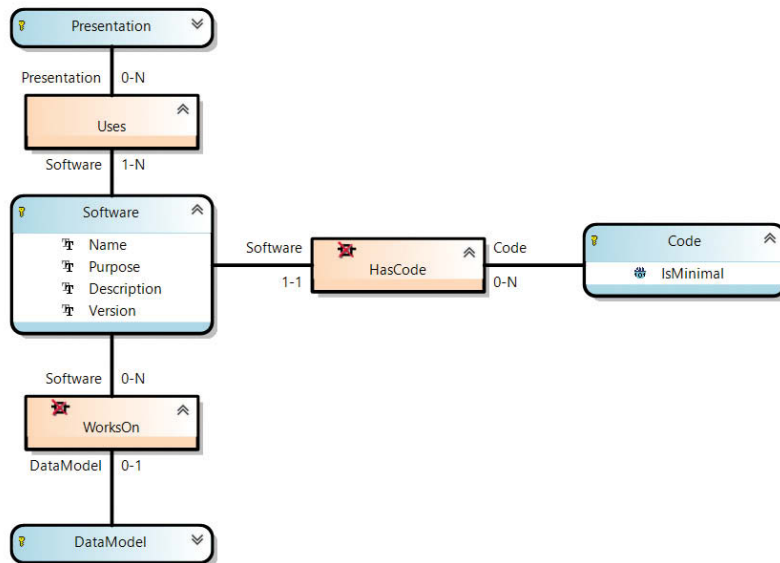 Presentation
Presentation 0-N
Uses
Software 1-N
Software
Name
Purpose
Description
Version
Software
1-1
HasCode
Code
0-N
Code
IsMinimal
Software 0-N
WorksOn
DataModel 0-1
DataModel